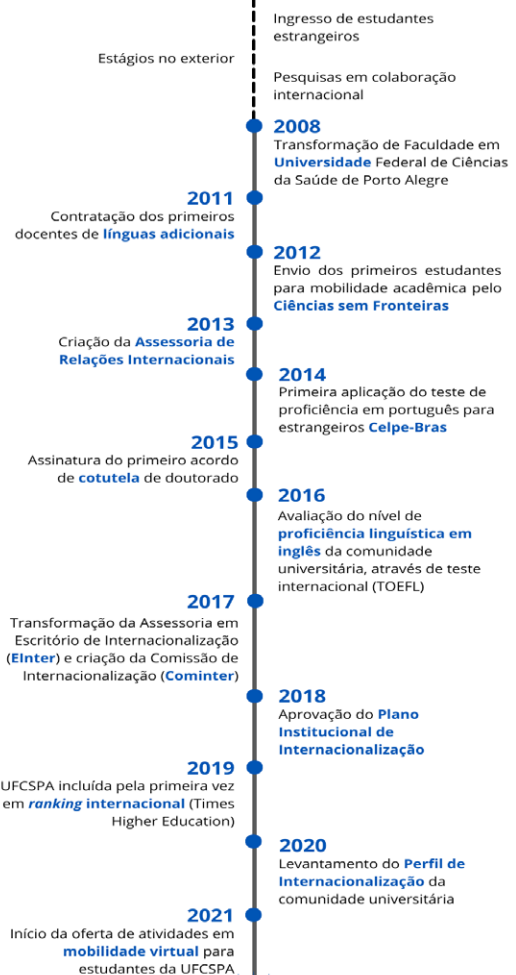 Ingresso de estudantes
estrangeiros
Estágios no exterior
Pesquisas em colaboração
internacional
2008
Transformação de Faculdade em
Universidade Federal de Ciências
da Saúde de Porto Alegre
2011
Contratação dos primeiros
docentes de línguas adicionais
2012
Envio dos primeiros estudantes
para mobilidade acadêmica pelo
Ciências sem Fronteiras
2013
Criação da Assessoria de
Relações Internacionais
2014
Primeira aplicação do teste de
proficiência em português para
estrangeiros Celpe-Bras
2015
Assinatura do primeiro acordo
de cotutela de doutorado
2016
Avaliação do nível de
proficiência linguística em
inglês da comunidade
universitária, através de teste
internacional (TOEFL)
2017
Transformação da Assessoria em
Escritório de Internacionalização
(EInter) e criação da Comissão de
Internacionalização (Cominter)
2018
Aprovação do Plano
Institucional de
Internacionalização
2019
UFCSPA incluída pela primeira vez
em ranking internacional (Times
Higher Education)
2020
Levantamento do Perfil de
Internacionalização da
comunidade universitária
2021
Início da oferta de atividades em
mobilidade virtual para
estudantes da UFCSPA